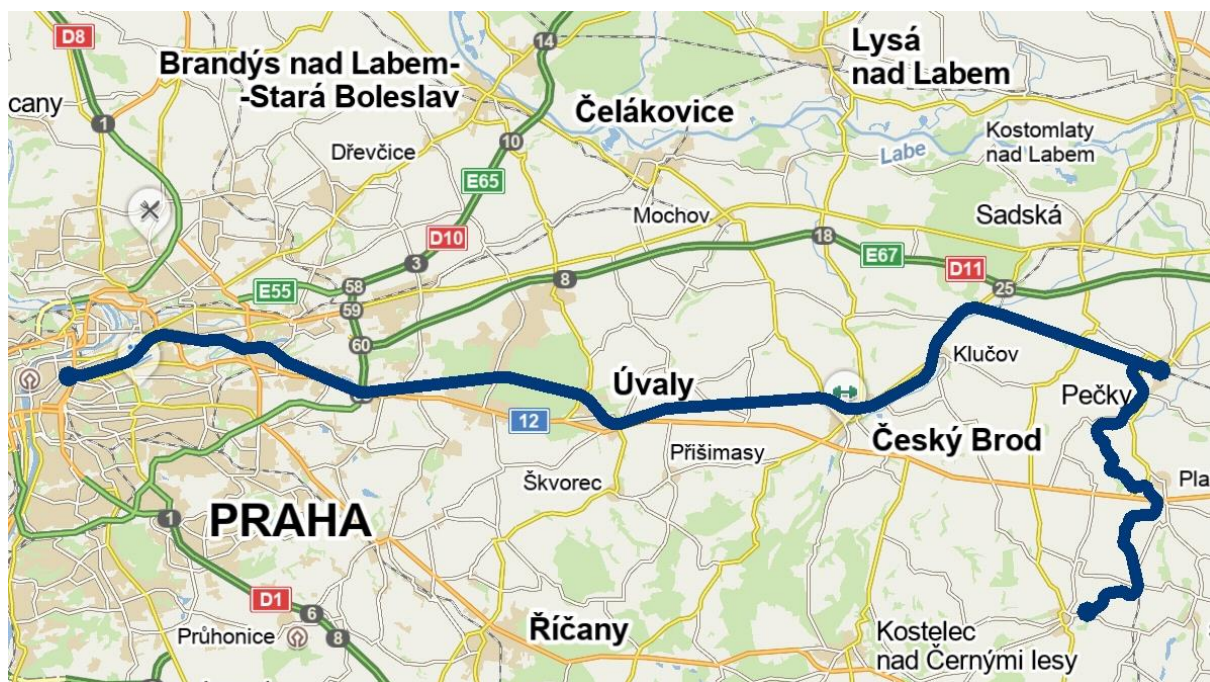 D8
14
Lysá
nad Labem
Brandýs nad Labem-
-Stará Boleslav
cany
1
Čelákovice
10
Dřevčice
Kostomlaty
nad Labem
Labe
E65
Mochov
Sadská
D10
18
E67
3
8
D11
E55
58
25
59
60
Klučov
Úvaly
Pečky
12
Český Brod
Přišimasy
Škvorec
Pla
PRAHA
1
D1
6
Průhonice
8
Říčany
Kostelec
nad Černými lesy